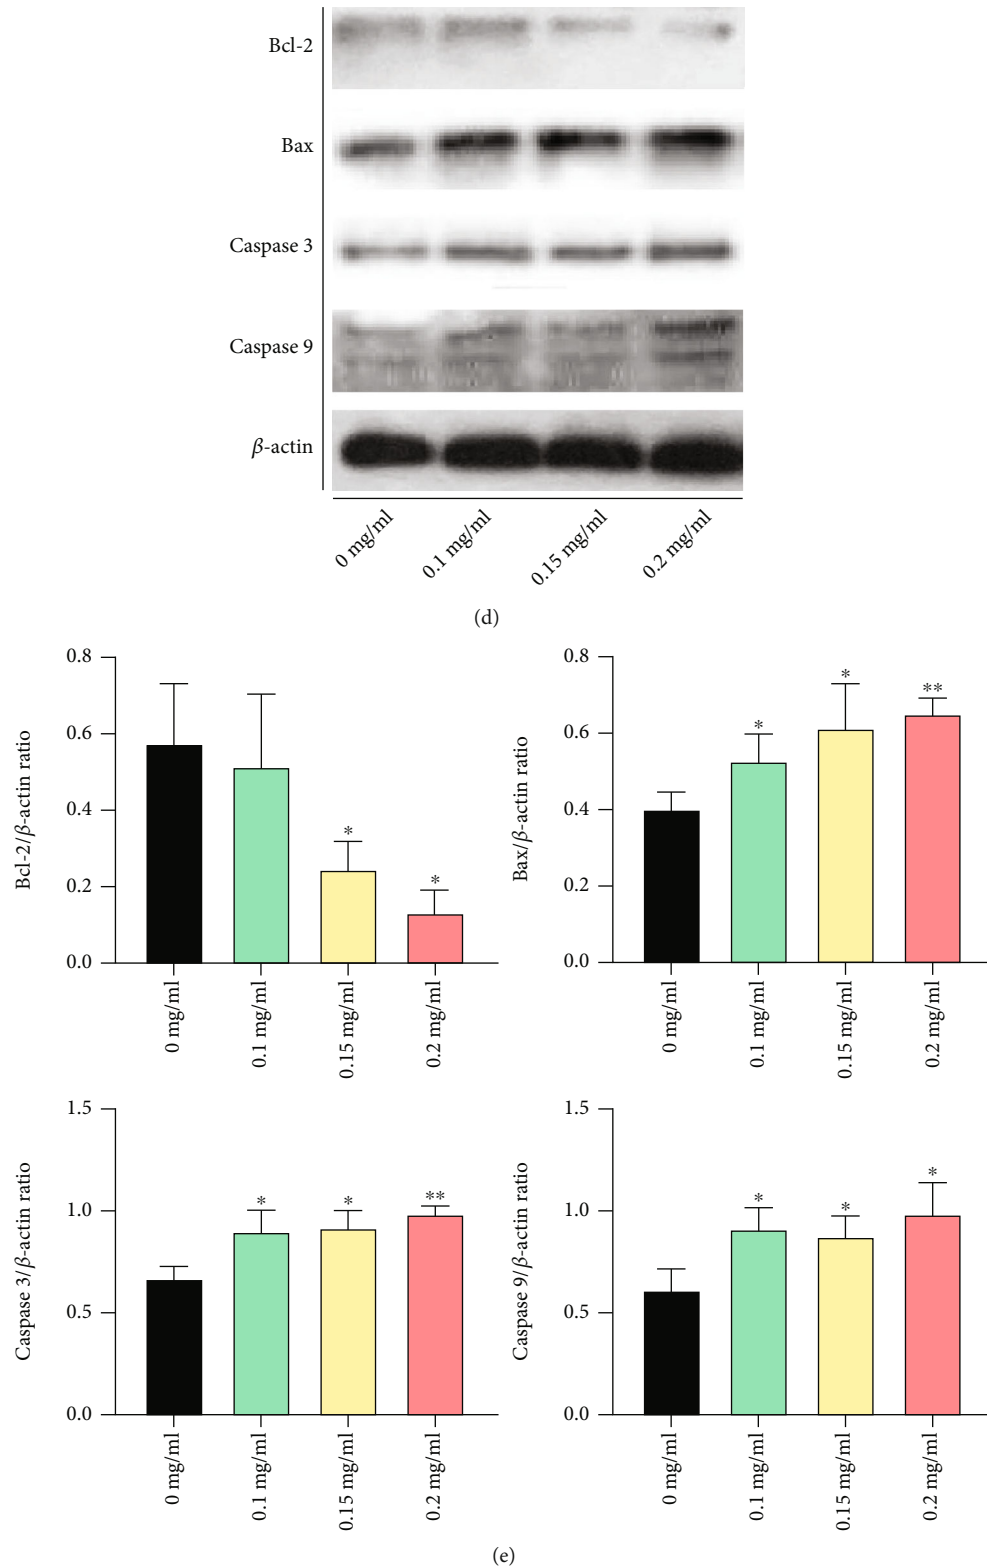 Bcl-2
Bax
Caspase 3
Caspase 9
β-actin
0 mg/ml
0.1 mg/ml
0.15 mg/ml
0.2 mg/ml
(d)
Bcl-2/β-actin ratio
0.8
0.6
0.4
0.2
0.0
*
*
0 mg/ml
0.1 mg/ml
0.15 mg/ml
0.2 mg/ml
Bax/β-actin ratio
0.8
0.6
0.4
0.2
0.0
*
*
**
0 mg/ml
0.1 mg/ml
0.15 mg/ml
0.2 mg/ml
Caspase 3/β-actin ratio
1.5
1.0
0.5
0.0
*
*
**
0 mg/ml
0.1 mg/ml
0.15 mg/ml
0.2 mg/ml
Caspase 9/β-actin ratio
1.5
1.0
0.5
0.0
*
*
*
0 mg/ml
0.1 mg/ml
0.15 mg/ml
0.2 mg/ml
(e)